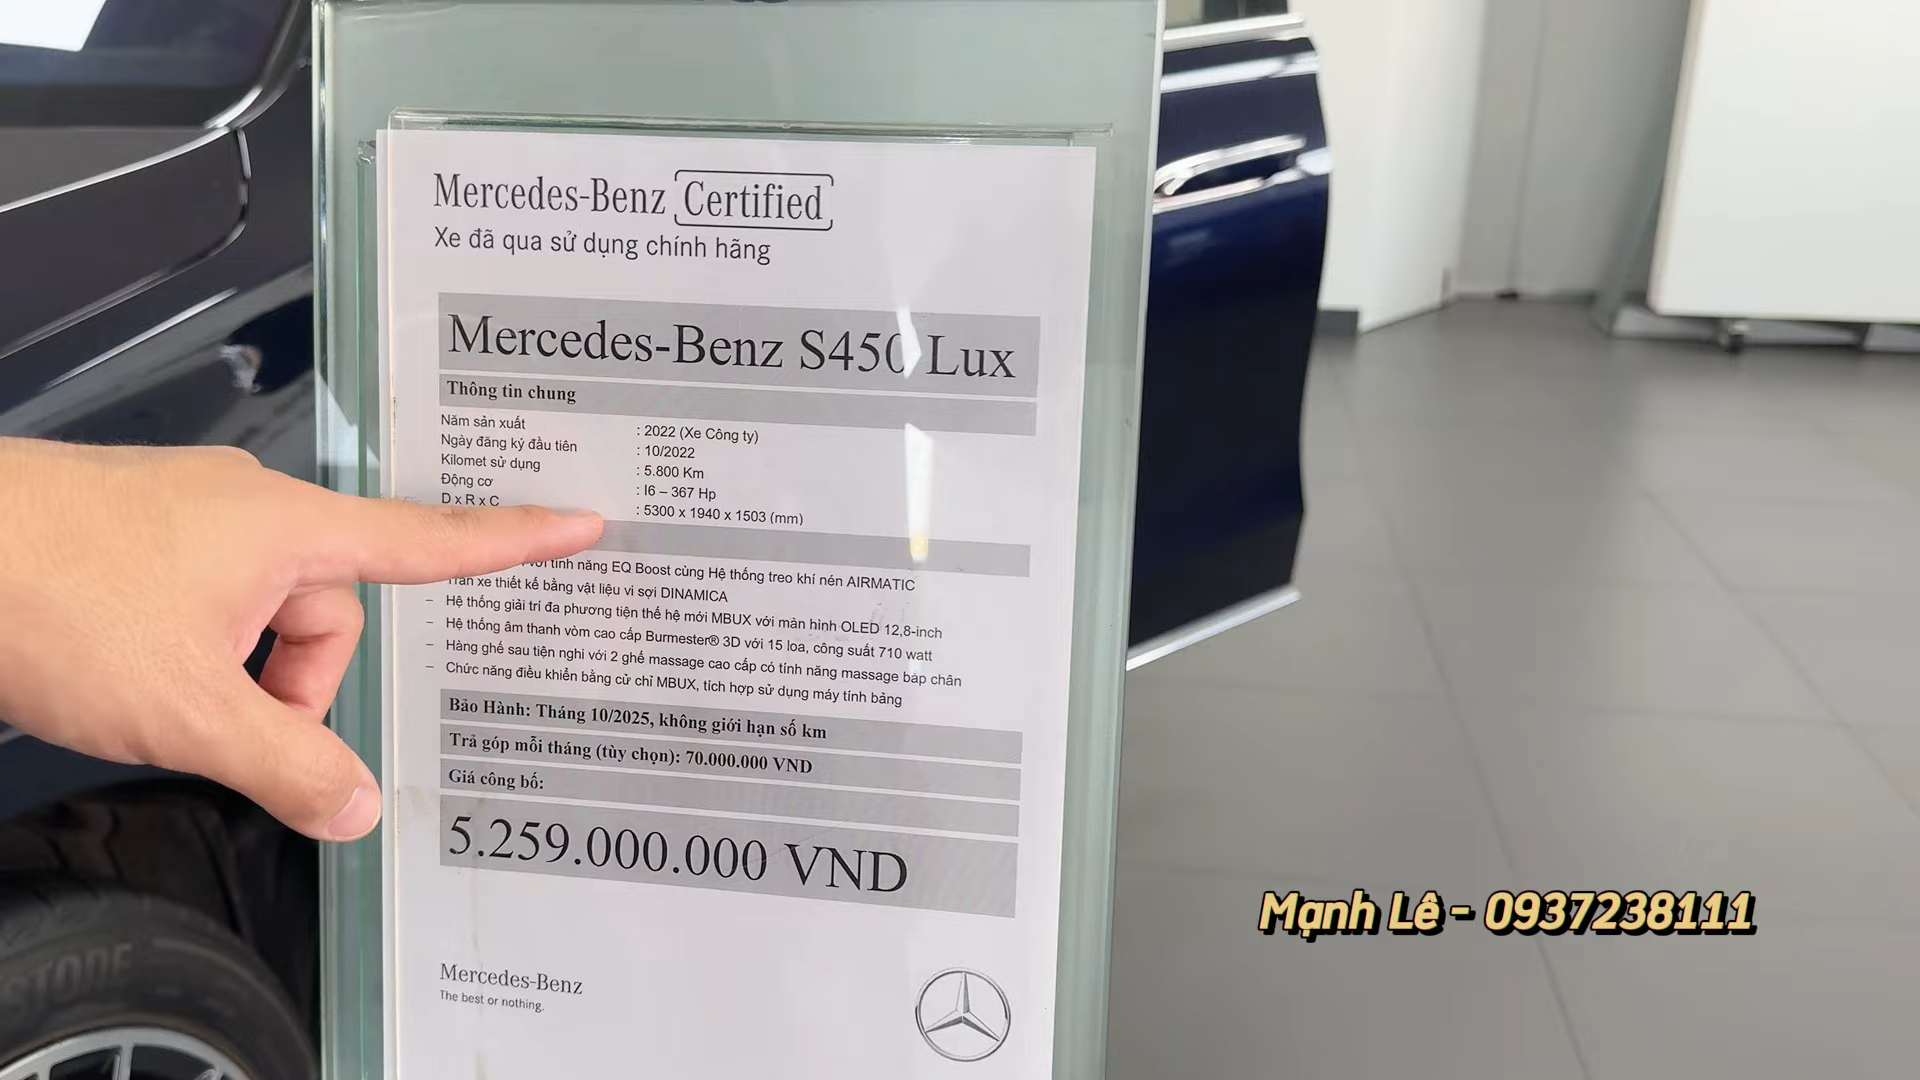 Mercedes-Benz Certified
Xe đã qua sử dụng chính hãng
Mercedes-Benz S450 Lux
Thông tin chung
Năm sản xuất : 2022 (Xe Công ty)
Ngày đăng ký đầu tiên : 10/2022
Kilomet sử dụng : 5.800 Km
Động cơ : I6 – 367 Hp
D x R x C : 5300 x 1940 x 1503 (mm)
với tính năng EQ Boost cùng Hệ thống treo khí nén AIRMATIC
Trần xe thiết kế bằng vật liệu vi sợi DINAMICA
– Hệ thống giải trí đa phương tiện thế hệ mới MBUX với màn hình OLED 12,8-inch
– Hệ thống âm thanh vòm cao cấp Burmester® 3D với 15 loa, công suất 710 watt
– Hàng ghế sau tiện nghi với 2 ghế massage cao cấp có tính năng massage bắp chân
– Chức năng điều khiển bằng cử chỉ MBUX, tích hợp sử dụng máy tính bảng
Bảo Hành: Tháng 10/2025, không giới hạn số km
Trả góp mỗi tháng (tùy chọn): 70.000.000 VND
Giá công bố:
5.259.000.000 VND
Mercedes-Benz
The best or nothing.
Mạnh Lê - 0937238111